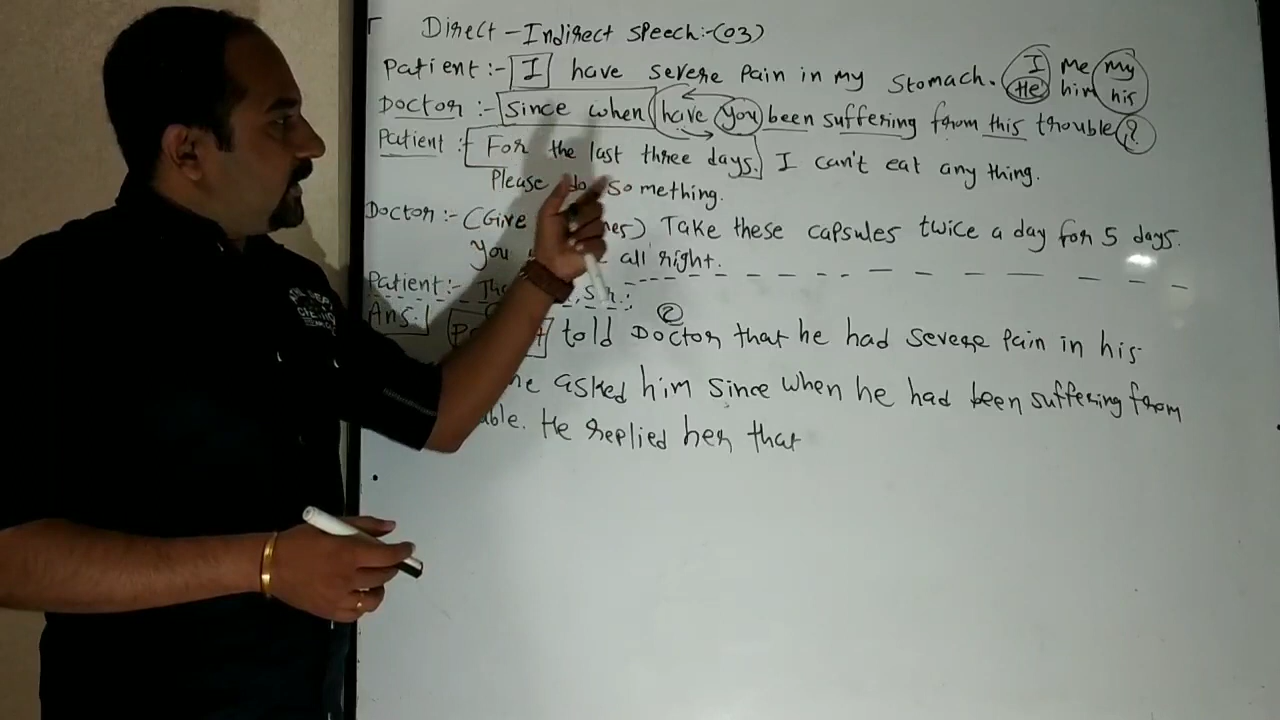 Direct - Indirect speech:-(03)
Patient:- I have severe pain in my stomach. I me my
He him his
Doctor :- Since when have you been suffering from this trouble?
Patient : For the last three days. I can't eat any thing.
Please do something.
Doctor:- (Give Take these capsules twice a day for 5 days.
You all right.
Patient:-
Ans:
②
told Doctor that he had severe pain in his
he asked him since when he had been suffering from
He replied her that